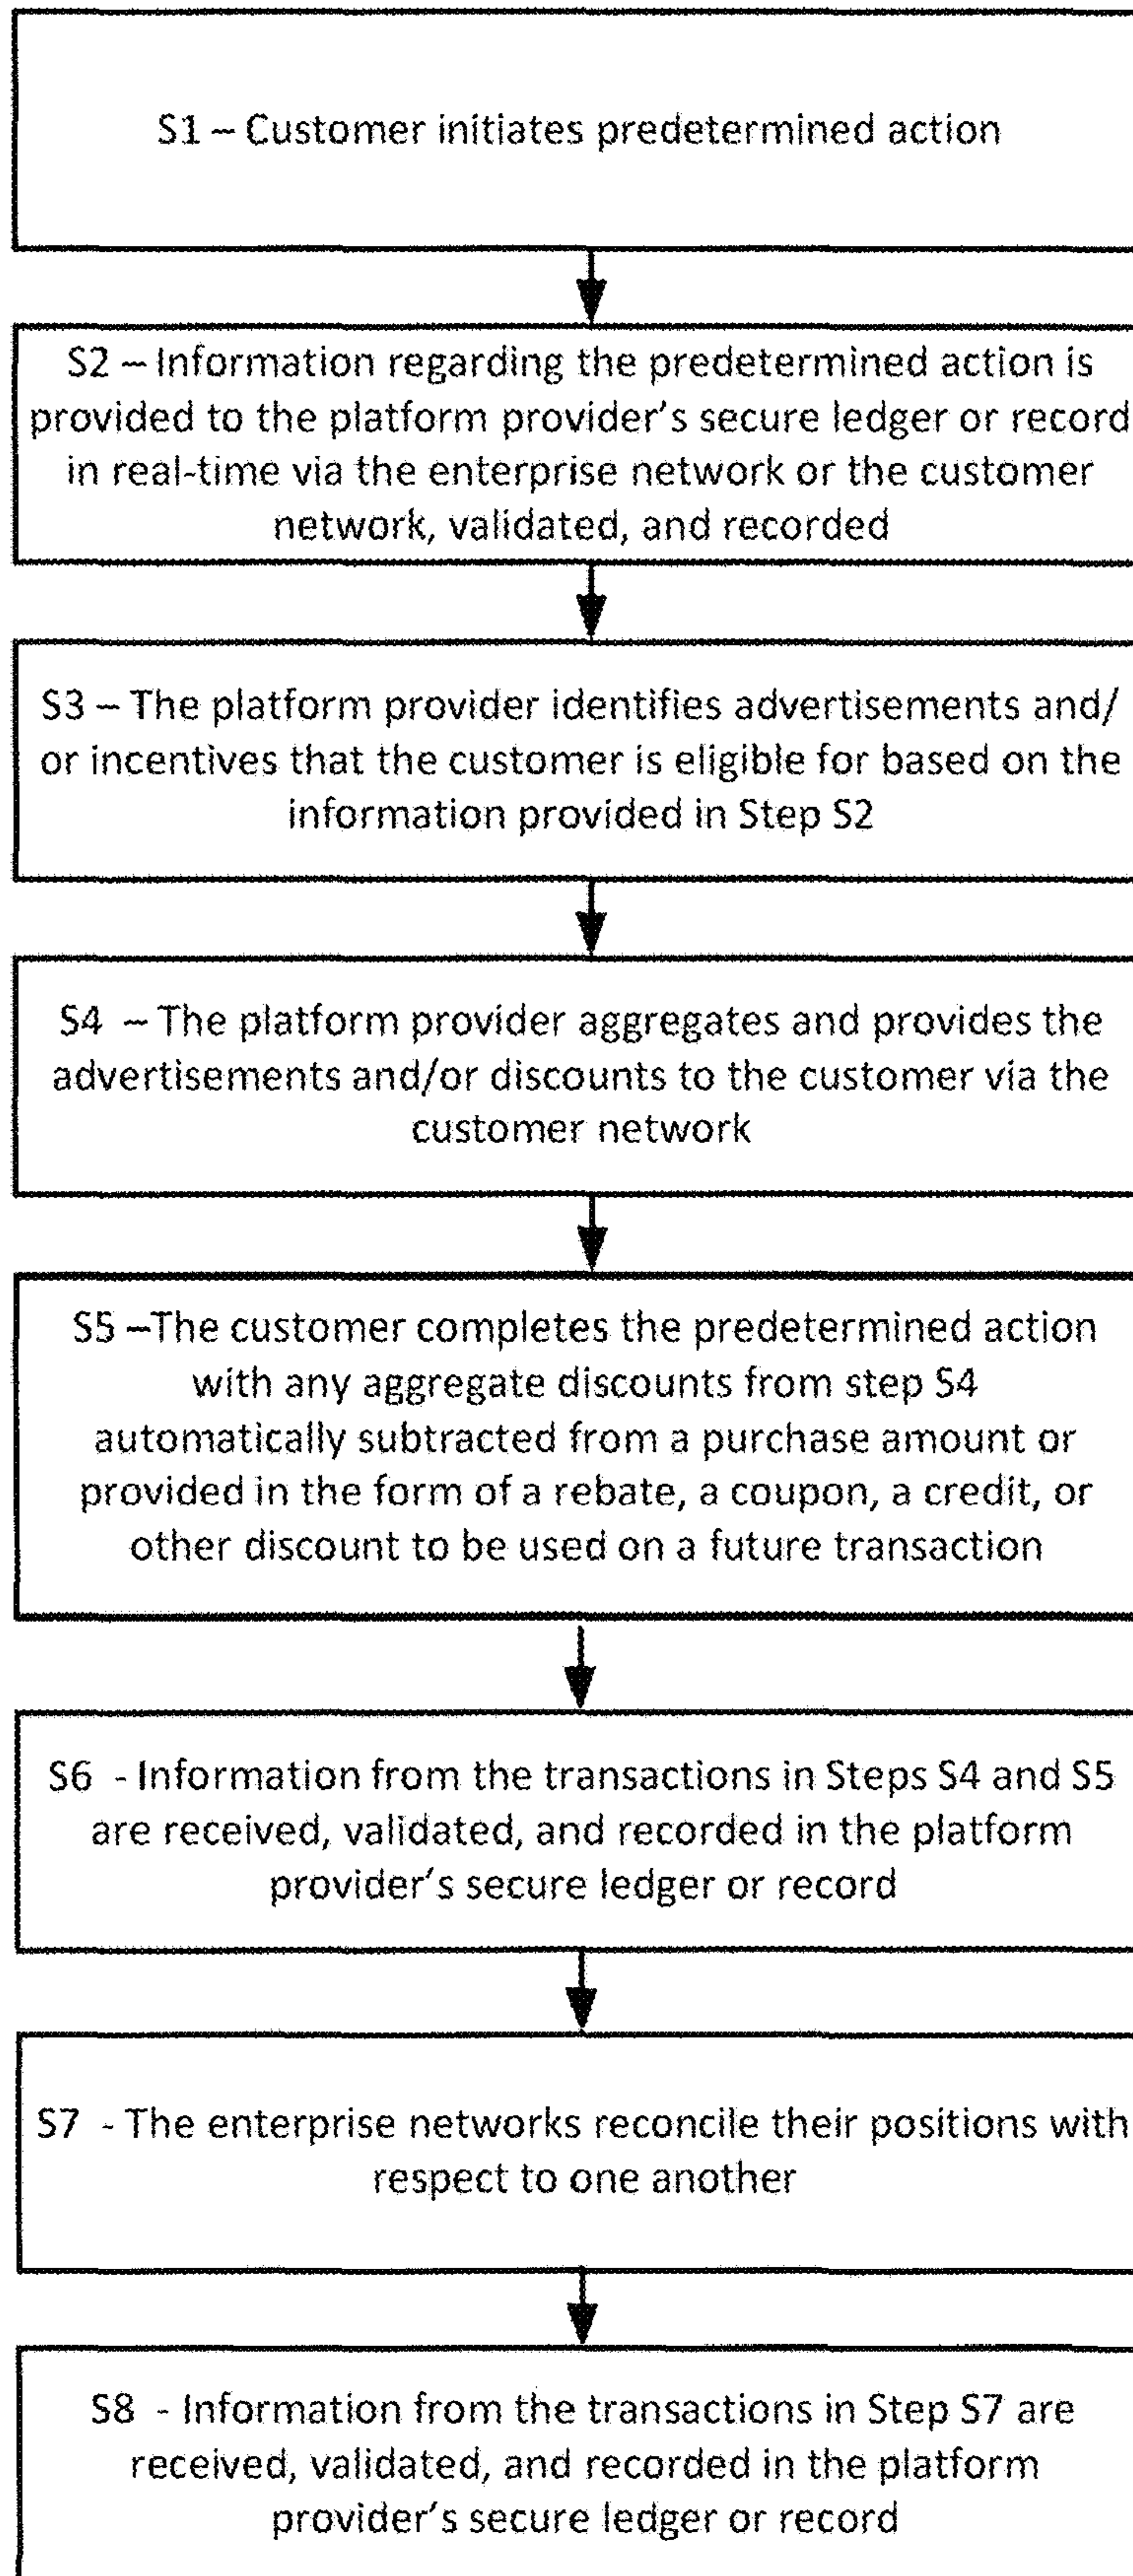 S1 – Customer initiates predetermined action
S2 – Information regarding the predetermined action is
provided to the platform provider's secure ledger or record
in real-time via the enterprise network or the customer
network, validated, and recorded
S3 – The platform provider identifies advertisements and/
or incentives that the customer is eligible for based on the
information provided in Step S2
S4 – The platform provider aggregates and provides the
advertisements and/or discounts to the customer via the
customer network
S5 –The customer completes the predetermined action
with any aggregate discounts from step S4
automatically subtracted from a purchase amount or
provided in the form of a rebate, a coupon, a credit, or
other discount to be used on a future transaction
S6 - Information from the transactions in Steps S4 and S5
are received, validated, and recorded in the platform
provider's secure ledger or record
S7 - The enterprise networks reconcile their positions with
respect to one another
S8 - Information from the transactions in Step S7 are
received, validated, and recorded in the platform
provider's secure ledger or record